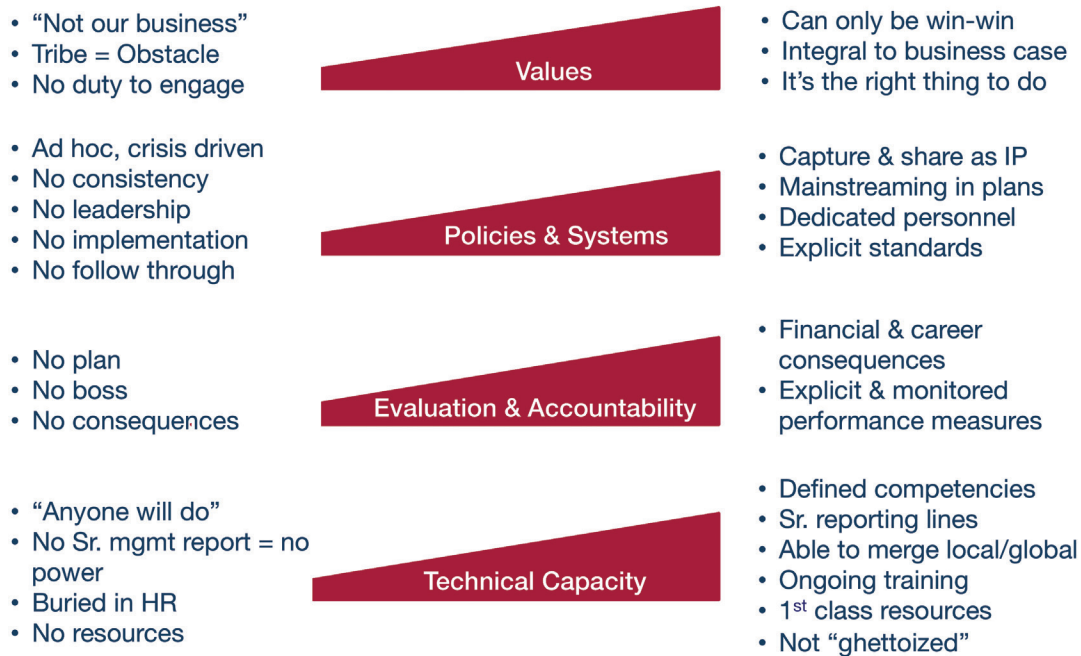 • “Not our business”
• Tribe = Obstacle
• No duty to engage
Values
• Can only be win-win
• Integral to business case
• It’s the right thing to do
• Ad hoc, crisis driven
• No consistency
• No leadership
• No implementation
• No follow through
Policies & Systems
• Capture & share as IP
• Mainstreaming in plans
• Dedicated personnel
• Explicit standards
• No plan
• No boss
• No consequences
Evaluation & Accountability
• Financial & career
consequences
• Explicit & monitored
performance measures
• “Anyone will do”
• No Sr. mgmt report = no
power
• Buried in HR
• No resources
Technical Capacity
• Defined competencies
• Sr. reporting lines
• Able to merge local/global
• Ongoing training
• 1st class resources
• Not “ghettoized”